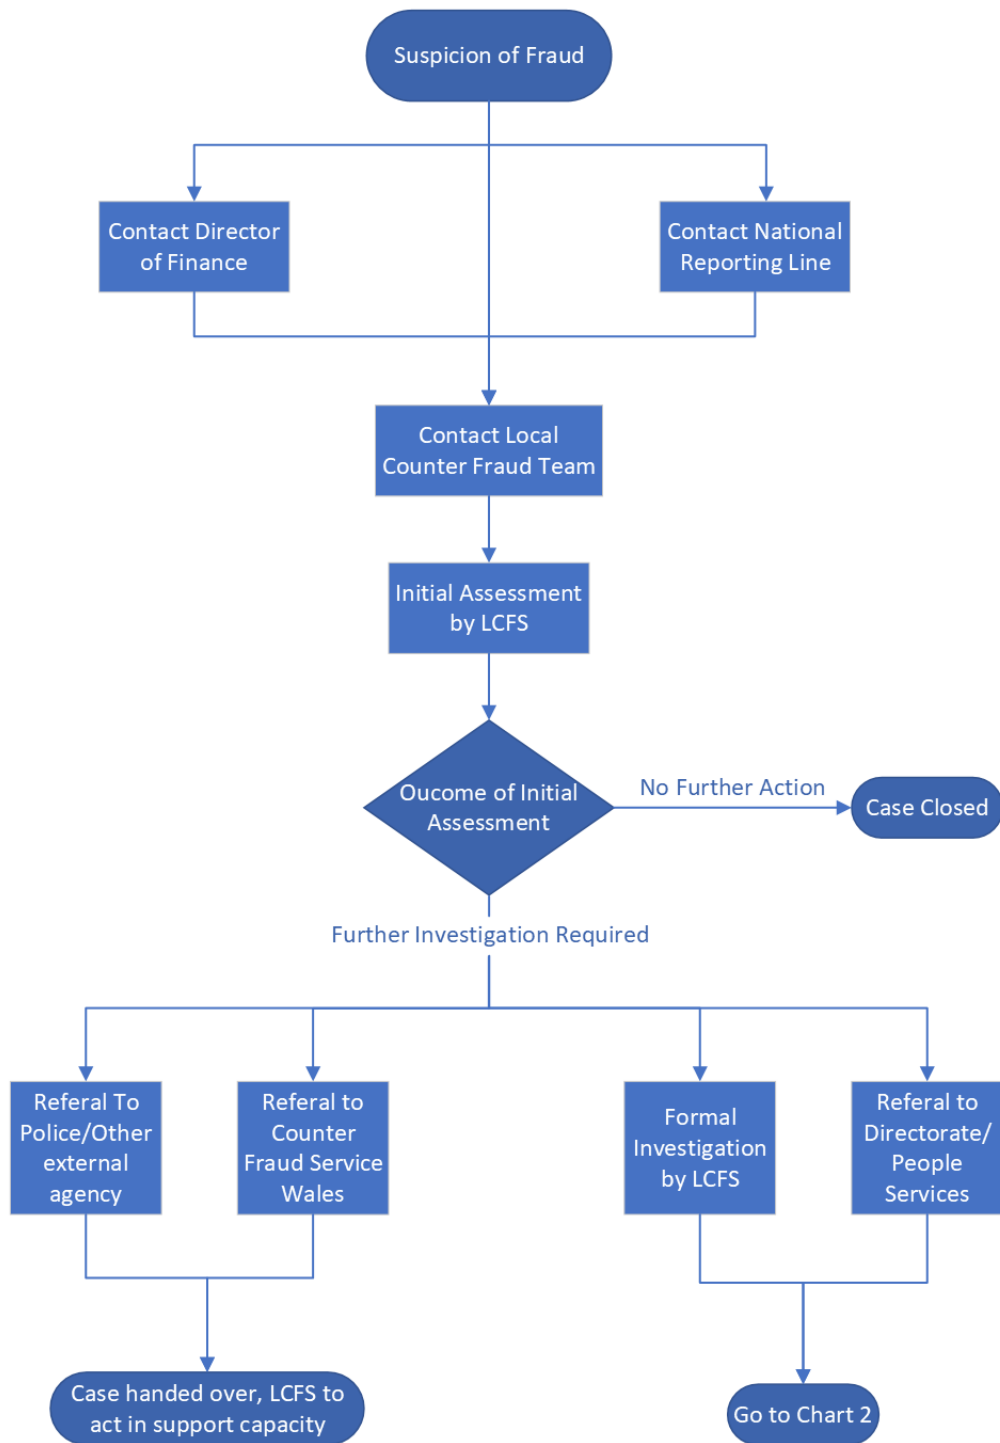 Suspicion of Fraud
Contact Director
of Finance
Contact National
Reporting Line
Contact Local
Counter Fraud Team
Initial Assessment
by LCFS
Oucome of Initial
Assessment
No Further Action
Case Closed
Further Investigation Required
Referal To
Police/Other
external
agency
Referal to
Counter
Fraud Service
Wales
Formal
Investigation
by LCFS
Referal to
Directorate/
People
Services
Case handed over, LCFS to
act in support capacity
Go to Chart 2